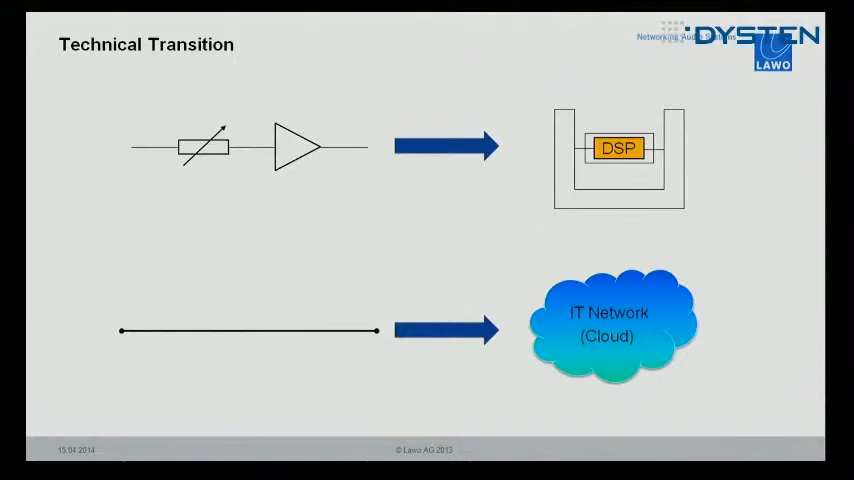 Technical Transition
Networking Audio Systems
DYSTEN
LAWO
DSP
IT Network
(Cloud)
15.04.2014
© Lawo AG 2013